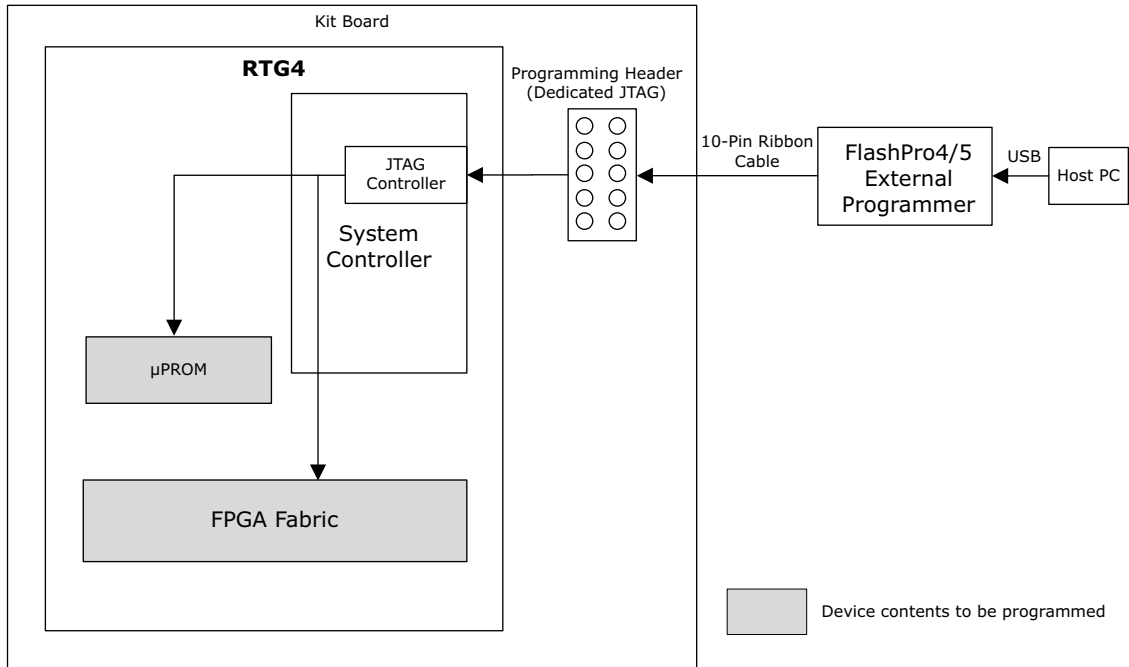 Kit Board
RTG4
Programming Header
(Dedicated JTAG)
JTAG
Controller
System
Controller
10-Pin Ribbon
Cable
FlashPro4/5
External
Programmer
USB
Host PC
µPROM
FPGA Fabric
Device contents to be programmed